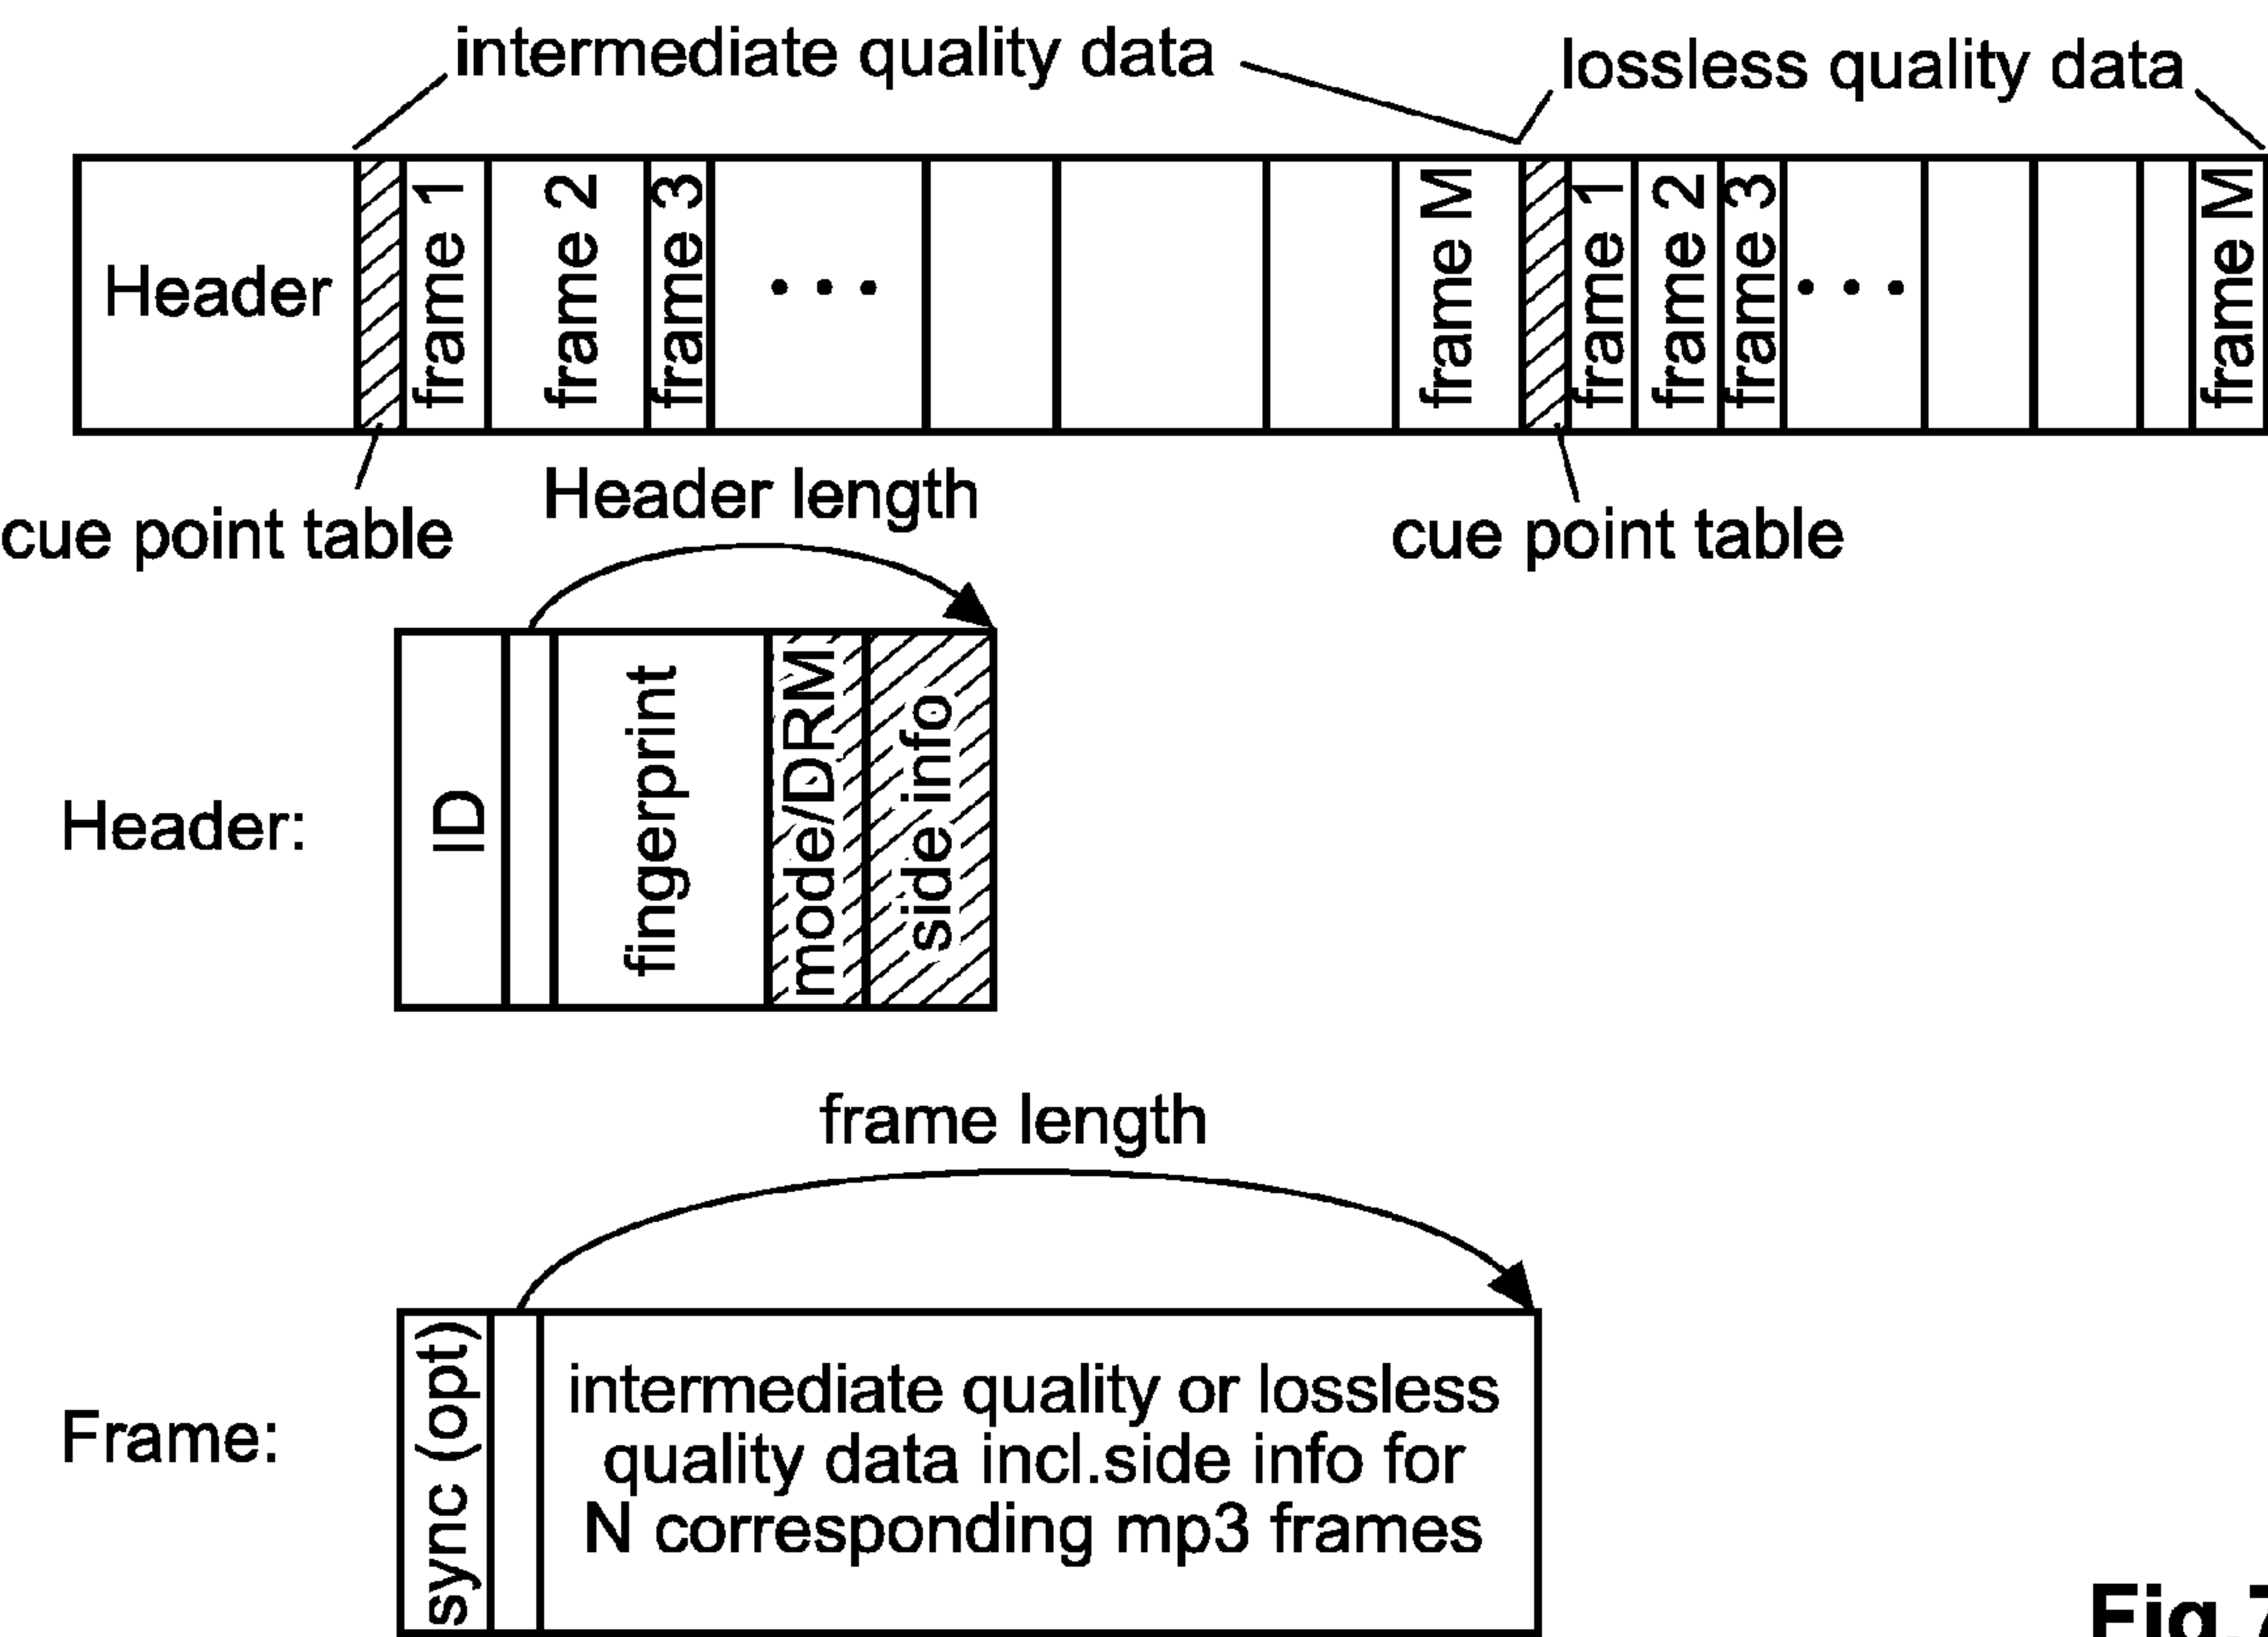 intermediate quality data
lossless quality data
Header
frame 1
frame 2
frame 3
...
frame M
frame 1
frame 2
frame 3
...
frame M
cue point table
Header length
cue point table
Header:
ID
fingerprint
mode/DRM
side info
frame length
Frame:
sync (opt)
intermediate quality or lossless
quality data incl.side info for
N corresponding mp3 frames
Fig.7